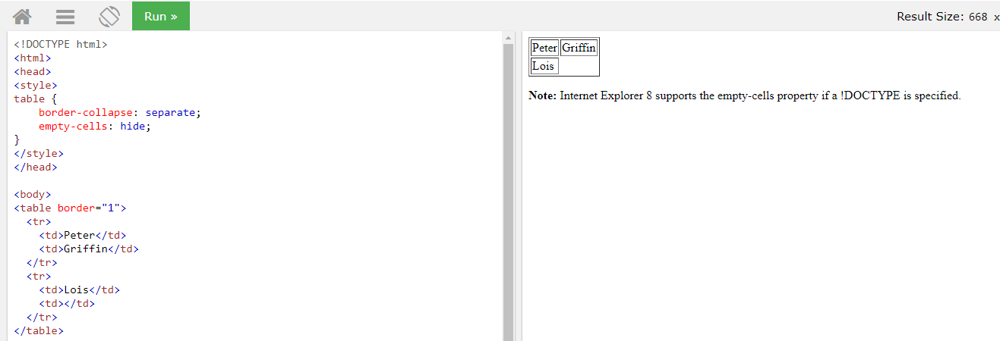 Run »
Result Size: 668 x
<!DOCTYPE html>
<html>
<head>
<style>
table {
    border-collapse: separate;
    empty-cells: hide;
}
</style>
</head>

<body>
<table border="1">
  <tr>
    <td>Peter</td>
    <td>Griffin</td>
  </tr>
  <tr>
    <td>Lois</td>
    <td></td>
  </tr>
</table>
Peter Griffin
Lois
Note: Internet Explorer 8 supports the empty-cells property if a !DOCTYPE is specified.